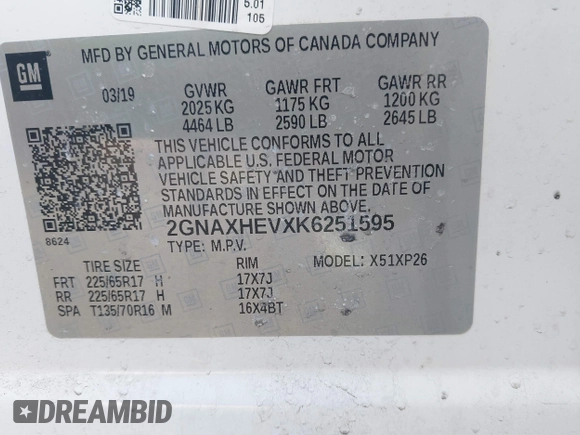 5.01
105
GM
MFD BY GENERAL MOTORS OF CANADA COMPANY
03/19 GVWR GAWR FRT GAWR RR
2025 KG 1175 KG 1200 KG
4464 LB 2590 LB 2645 LB
THIS VEHICLE CONFORMS TO ALL
APPLICABLE U.S. FEDERAL MOTOR
VEHICLE SAFETY AND THEFT PREVENTION
STANDARDS IN EFFECT ON THE DATE
OF MANUFACTURE SHOWN ABOVE.
8624 2GNAXHEVXK6251595
TYPE: M.P.V.
TIRE SIZE RIM MODEL: X51XP26
FRT 225/65R17 H 17X7J
RR 225/65R17 H 17X7J
SPA T135/70R16 M 16X4BT
DREAMBID